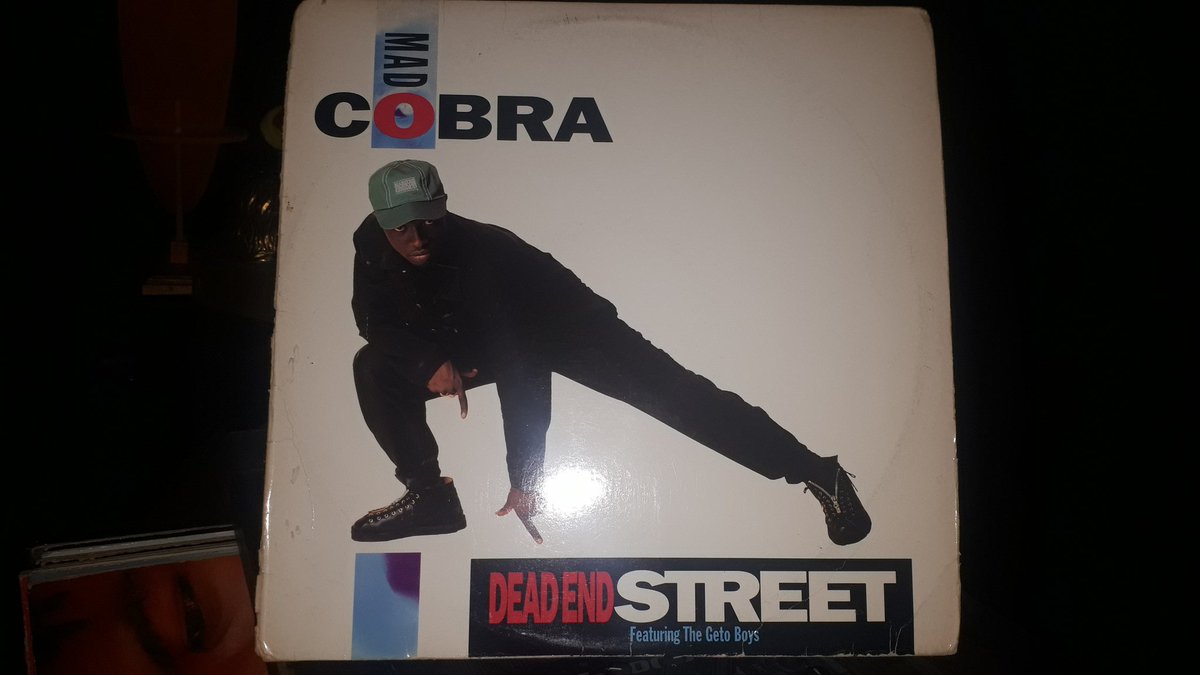 MAD
COBRA
DEAD END STREET
Featuring The Geto Boys